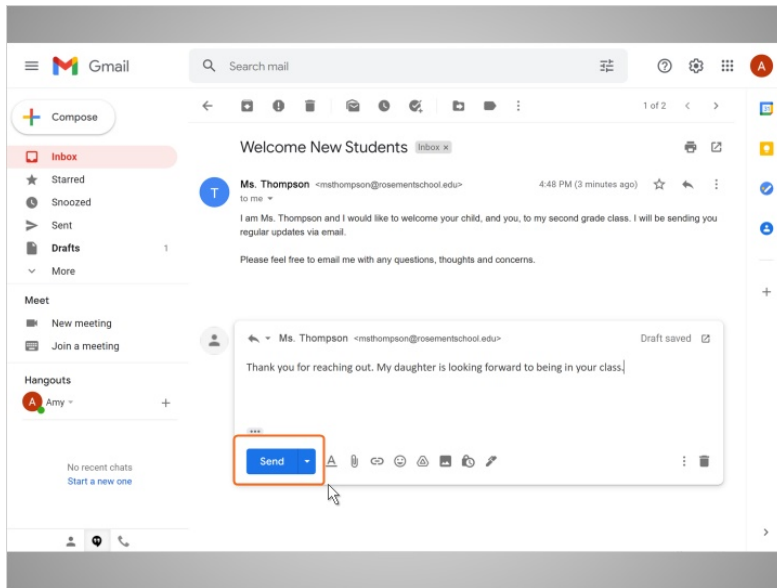 Gmail
Search mail
A
Compose
1 of 2
Inbox
Starred
Snoozed
Sent
Drafts 1
More
Meet
New meeting
Join a meeting
Hangouts
A Amy
No recent chats
Start a new one
Welcome New Students Inbox ×
T
Ms. Thompson <msthompson@rosementschool.edu> 4:48 PM (3 minutes ago)
to me
I am Ms. Thompson and I would like to welcome your child, and you, to my second grade class. I will be sending you
regular updates via email.
Please feel free to email me with any questions, thoughts and concerns.
Ms. Thompson <msthompson@rosementschool.edu> Draft saved
Thank you for reaching out. My daughter is looking forward to being in your class.
Send A